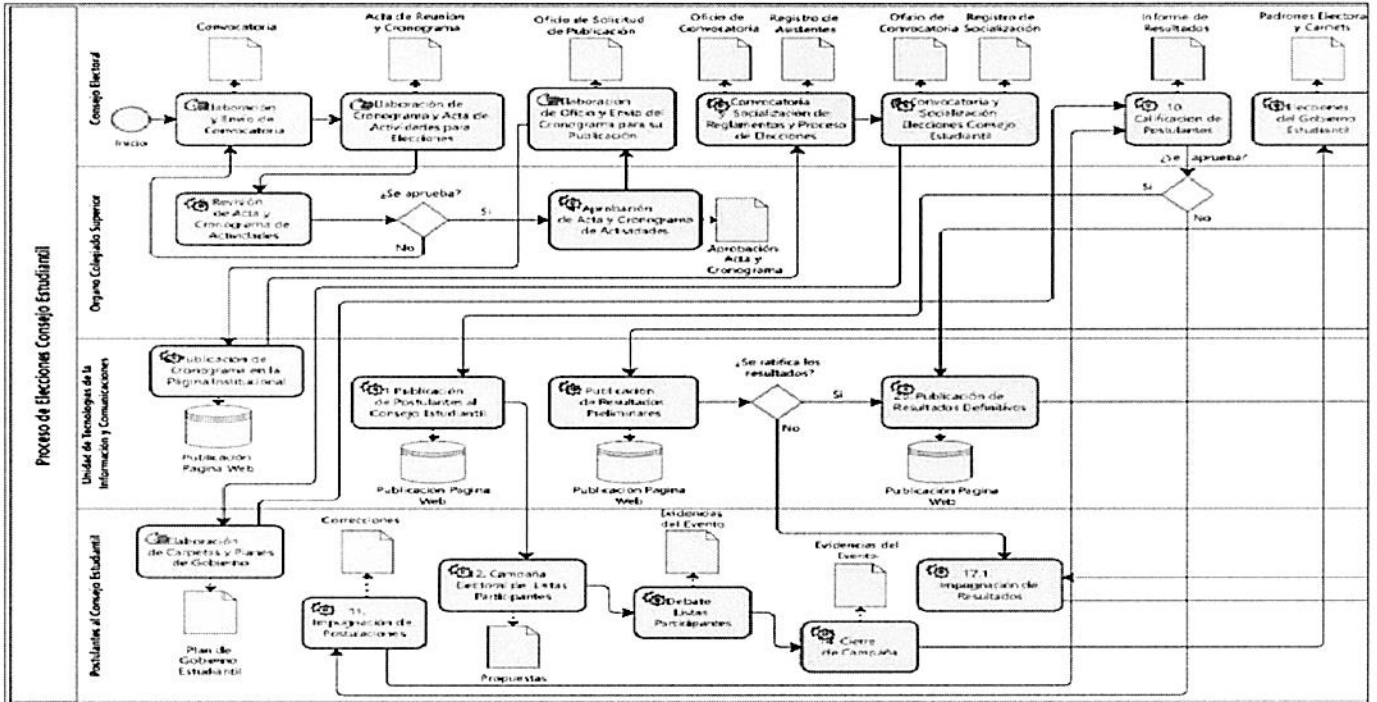 Proceso de Elecciones Consejo Estudiantil
Consejo Electoral
Convocatoria
Acta de Reunión
y Cronograma
Oficio de Solicitud
de Publicación
Oficio de
Convocatoria
Registro de
Asistentes
Oficio de
Convocatoria
Registro de
Socialización
Informe de
Resultados
Padrones Electora
y Carnets
Inicio
Elaboración
y Envio de
Convocatoria
Elaboración de
Cronograma y Acta de
Actividades para
Elecciones
Elaboración
de Oficio y Envio del
Cronograma para su
Publicación
Convocatoria
y Socialización de
Reglamentos y Proceso
de Elecciones
Convocatoria y
Socialización
Elecciones Consejo
Estudiantil
10.
Calificación de
Postulantes
Elecciones
del Gobierno
Estudiantil
¿Se aprueba?
Si
No
Organo Colegiado Superior
Revisión
de Acta y
Cronograma de
Actividades
¿Se aprueba?
Si
No
Aprobación
de Acta y Cronograma
de Actividades
Aprobación
Acta y
Cronograma
Unidad de Tecnologías de la
Información y Comunicaciones
Publicación de
Cronograma en la
Página Institucional
Publicación
Pagina Web
Publicación
de Postulantes al
Consejo Estudiantil
Publicación Pagina
Web
Publicación
de Resultados
Preliminares
Publicación Pagina
Web
¿Se ratifica los
resultados?
Si
No
Publicación de
Resultados Definitivos
Publicación Pagina
Web
Postulantes al Consejo Estudiantil
Elaboración
de Carpetas y Planes
de Gobierno
Plan de
Gobierno
Estudiantil
Correcciones
11.
Impugnación de
Postulaciones
12. Campaña
Electoral de Listas
Participantes
Propuestas
Evidencias
del Evento
Debate
Listas
Participantes
Evidencias del
Evento
Cierre
de Campaña
17.1
Impugnación de
Resultados